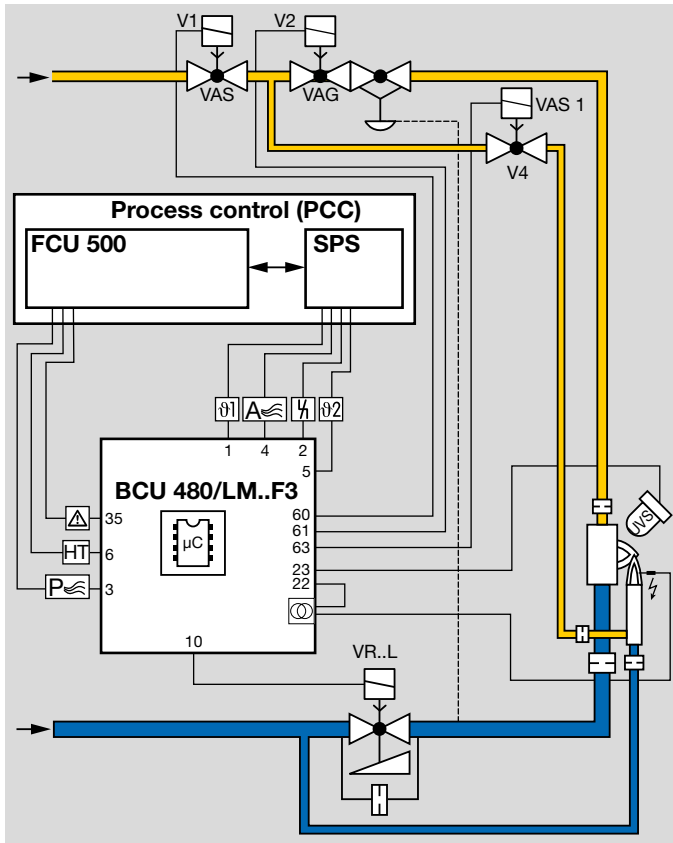 V1
V2
VAS
VAG
VAS 1
V4
Process control (PCC)
FCU 500
SPS
ϑ1
A
ϑ2
1
4
2
5
BCU 480/LM..F3
µC
60
61
63
23
22
35
HT
6
P
3
10
JVS
VR..L